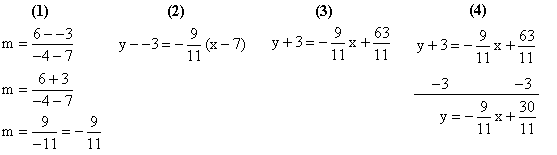 (1)
m = \frac{6 - -3}{-4 - 7}
m = \frac{6 + 3}{-4 - 7}
m = \frac{9}{-11} = -\frac{9}{11}
(2)
y - -3 = -\frac{9}{11}(x - 7)
(3)
y + 3 = -\frac{9}{11}x + \frac{63}{11}
(4)
y + 3 = -\frac{9}{11}x + \frac{63}{11}
-3 -3
y = -\frac{9}{11}x + \frac{30}{11}